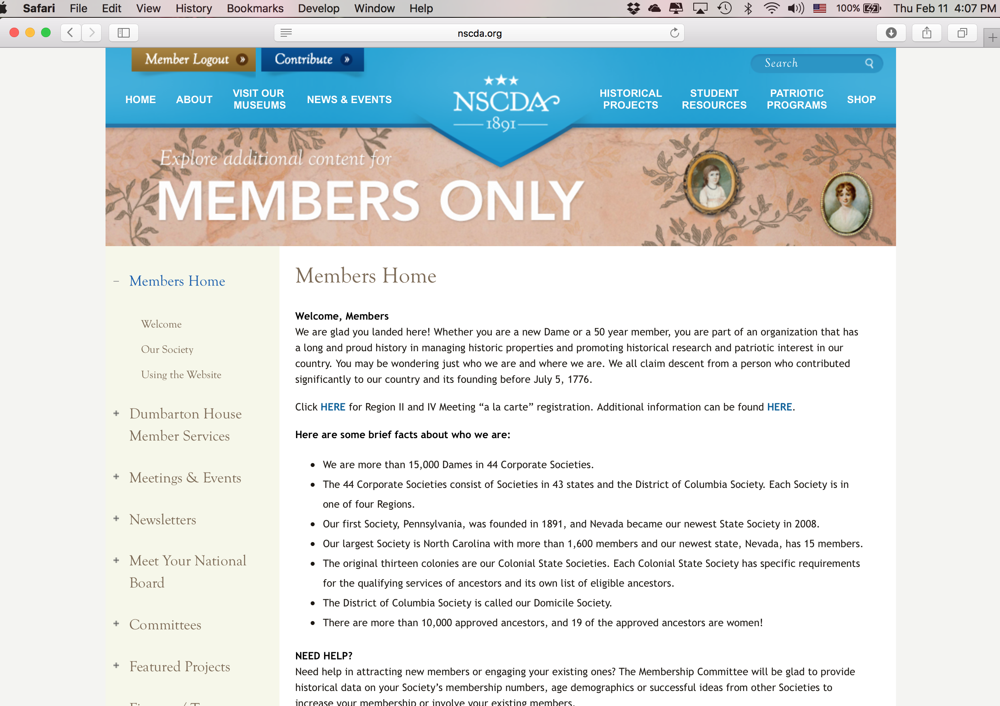 Safari File Edit View History Bookmarks Develop Window Help 100% Thu Feb 11 4:07 PM
nscda.org
Member Logout » Contribute »
Search
HOME ABOUT VISIT OUR MUSEUMS NEWS & EVENTS
NSCDA
1891
HISTORICAL PROJECTS STUDENT RESOURCES PATRIOTIC PROGRAMS SHOP
Explore additional content for
MEMBERS ONLY
– Members Home
Welcome
Our Society
Using the Website
+ Dumbarton House
Member Services
+ Meetings & Events
+ Newsletters
+ Meet Your National
Board
+ Committees
+ Featured Projects
Members Home
Welcome, Members
We are glad you landed here! Whether you are a new Dame or a 50 year member, you are part of an organization that has
a long and proud history in managing historic properties and promoting historical research and patriotic interest in our
country. You may be wondering just who we are and where we are. We all claim descent from a person who contributed
significantly to our country and its founding before July 5, 1776.
Click HERE for Region II and IV Meeting “a la carte” registration. Additional information can be found HERE.
Here are some brief facts about who we are:
• We are more than 15,000 Dames in 44 Corporate Societies.
• The 44 Corporate Societies consist of Societies in 43 states and the District of Columbia Society. Each Society is in
one of four Regions.
• Our first Society, Pennsylvania, was founded in 1891, and Nevada became our newest State Society in 2008.
• Our largest Society is North Carolina with more than 1,600 members and our newest state, Nevada, has 15 members.
• The original thirteen colonies are our Colonial State Societies. Each Colonial State Society has specific requirements
for the qualifying services of ancestors and its own list of eligible ancestors.
• The District of Columbia Society is called our Domicile Society.
• There are more than 10,000 approved ancestors, and 19 of the approved ancestors are women!
NEED HELP?
Need help in attracting new members or engaging your existing ones? The Membership Committee will be glad to provide
historical data on your Society’s membership numbers, age demographics or successful ideas from other Societies to
increase your membership or involve your existing members.